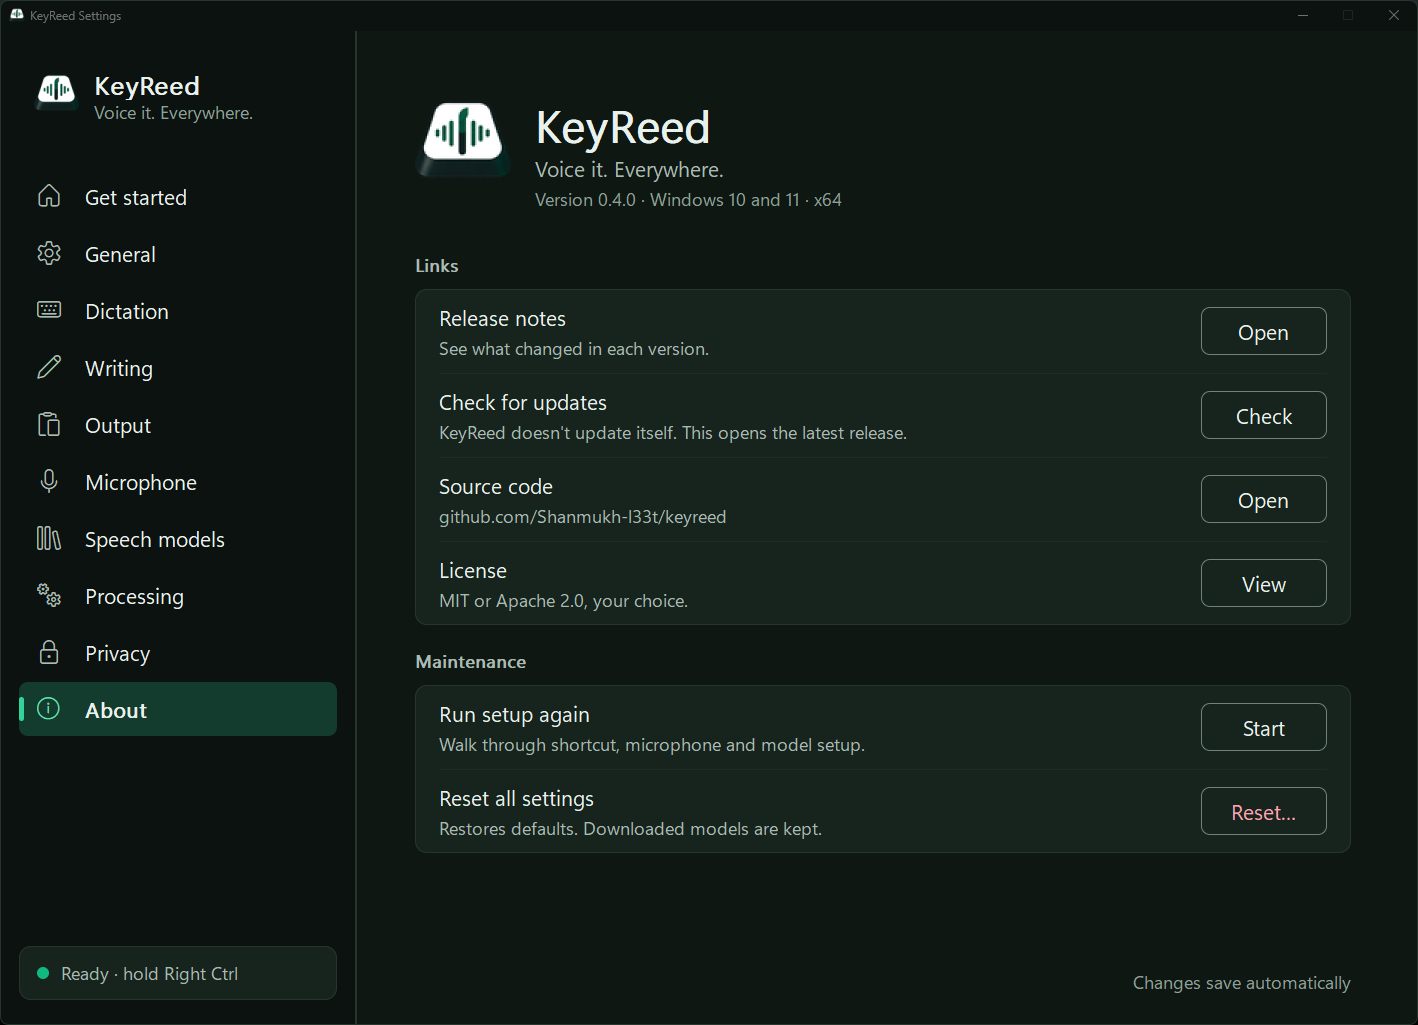 KeyReed Settings
KeyReed
Voice it. Everywhere.
Get started
General
Dictation
Writing
Output
Microphone
Speech models
Processing
Privacy
About
Ready · hold Right Ctrl
KeyReed
Voice it. Everywhere.
Version 0.4.0 · Windows 10 and 11 · x64
Links
Release notes
See what changed in each version.
Open
Check for updates
KeyReed doesn't update itself. This opens the latest release.
Check
Source code
github.com/Shanmukh-l33t/keyreed
Open
License
MIT or Apache 2.0, your choice.
View
Maintenance
Run setup again
Walk through shortcut, microphone and model setup.
Start
Reset all settings
Restores defaults. Downloaded models are kept.
Reset...
Changes save automatically